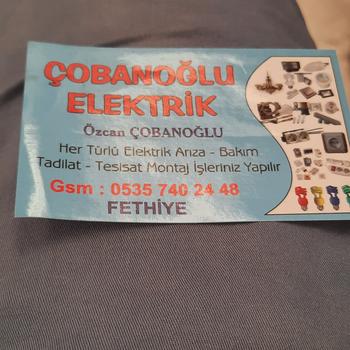 ÇOBANOĞLU
ELEKTRİK
Özcan ÇOBANOĞLU
Her Türlü Elektrik Arıza - Bakım
Tadilat - Tesisat Montaj İşleriniz Yapılır
Gsm : 0535 740 24 48
FETHİYE